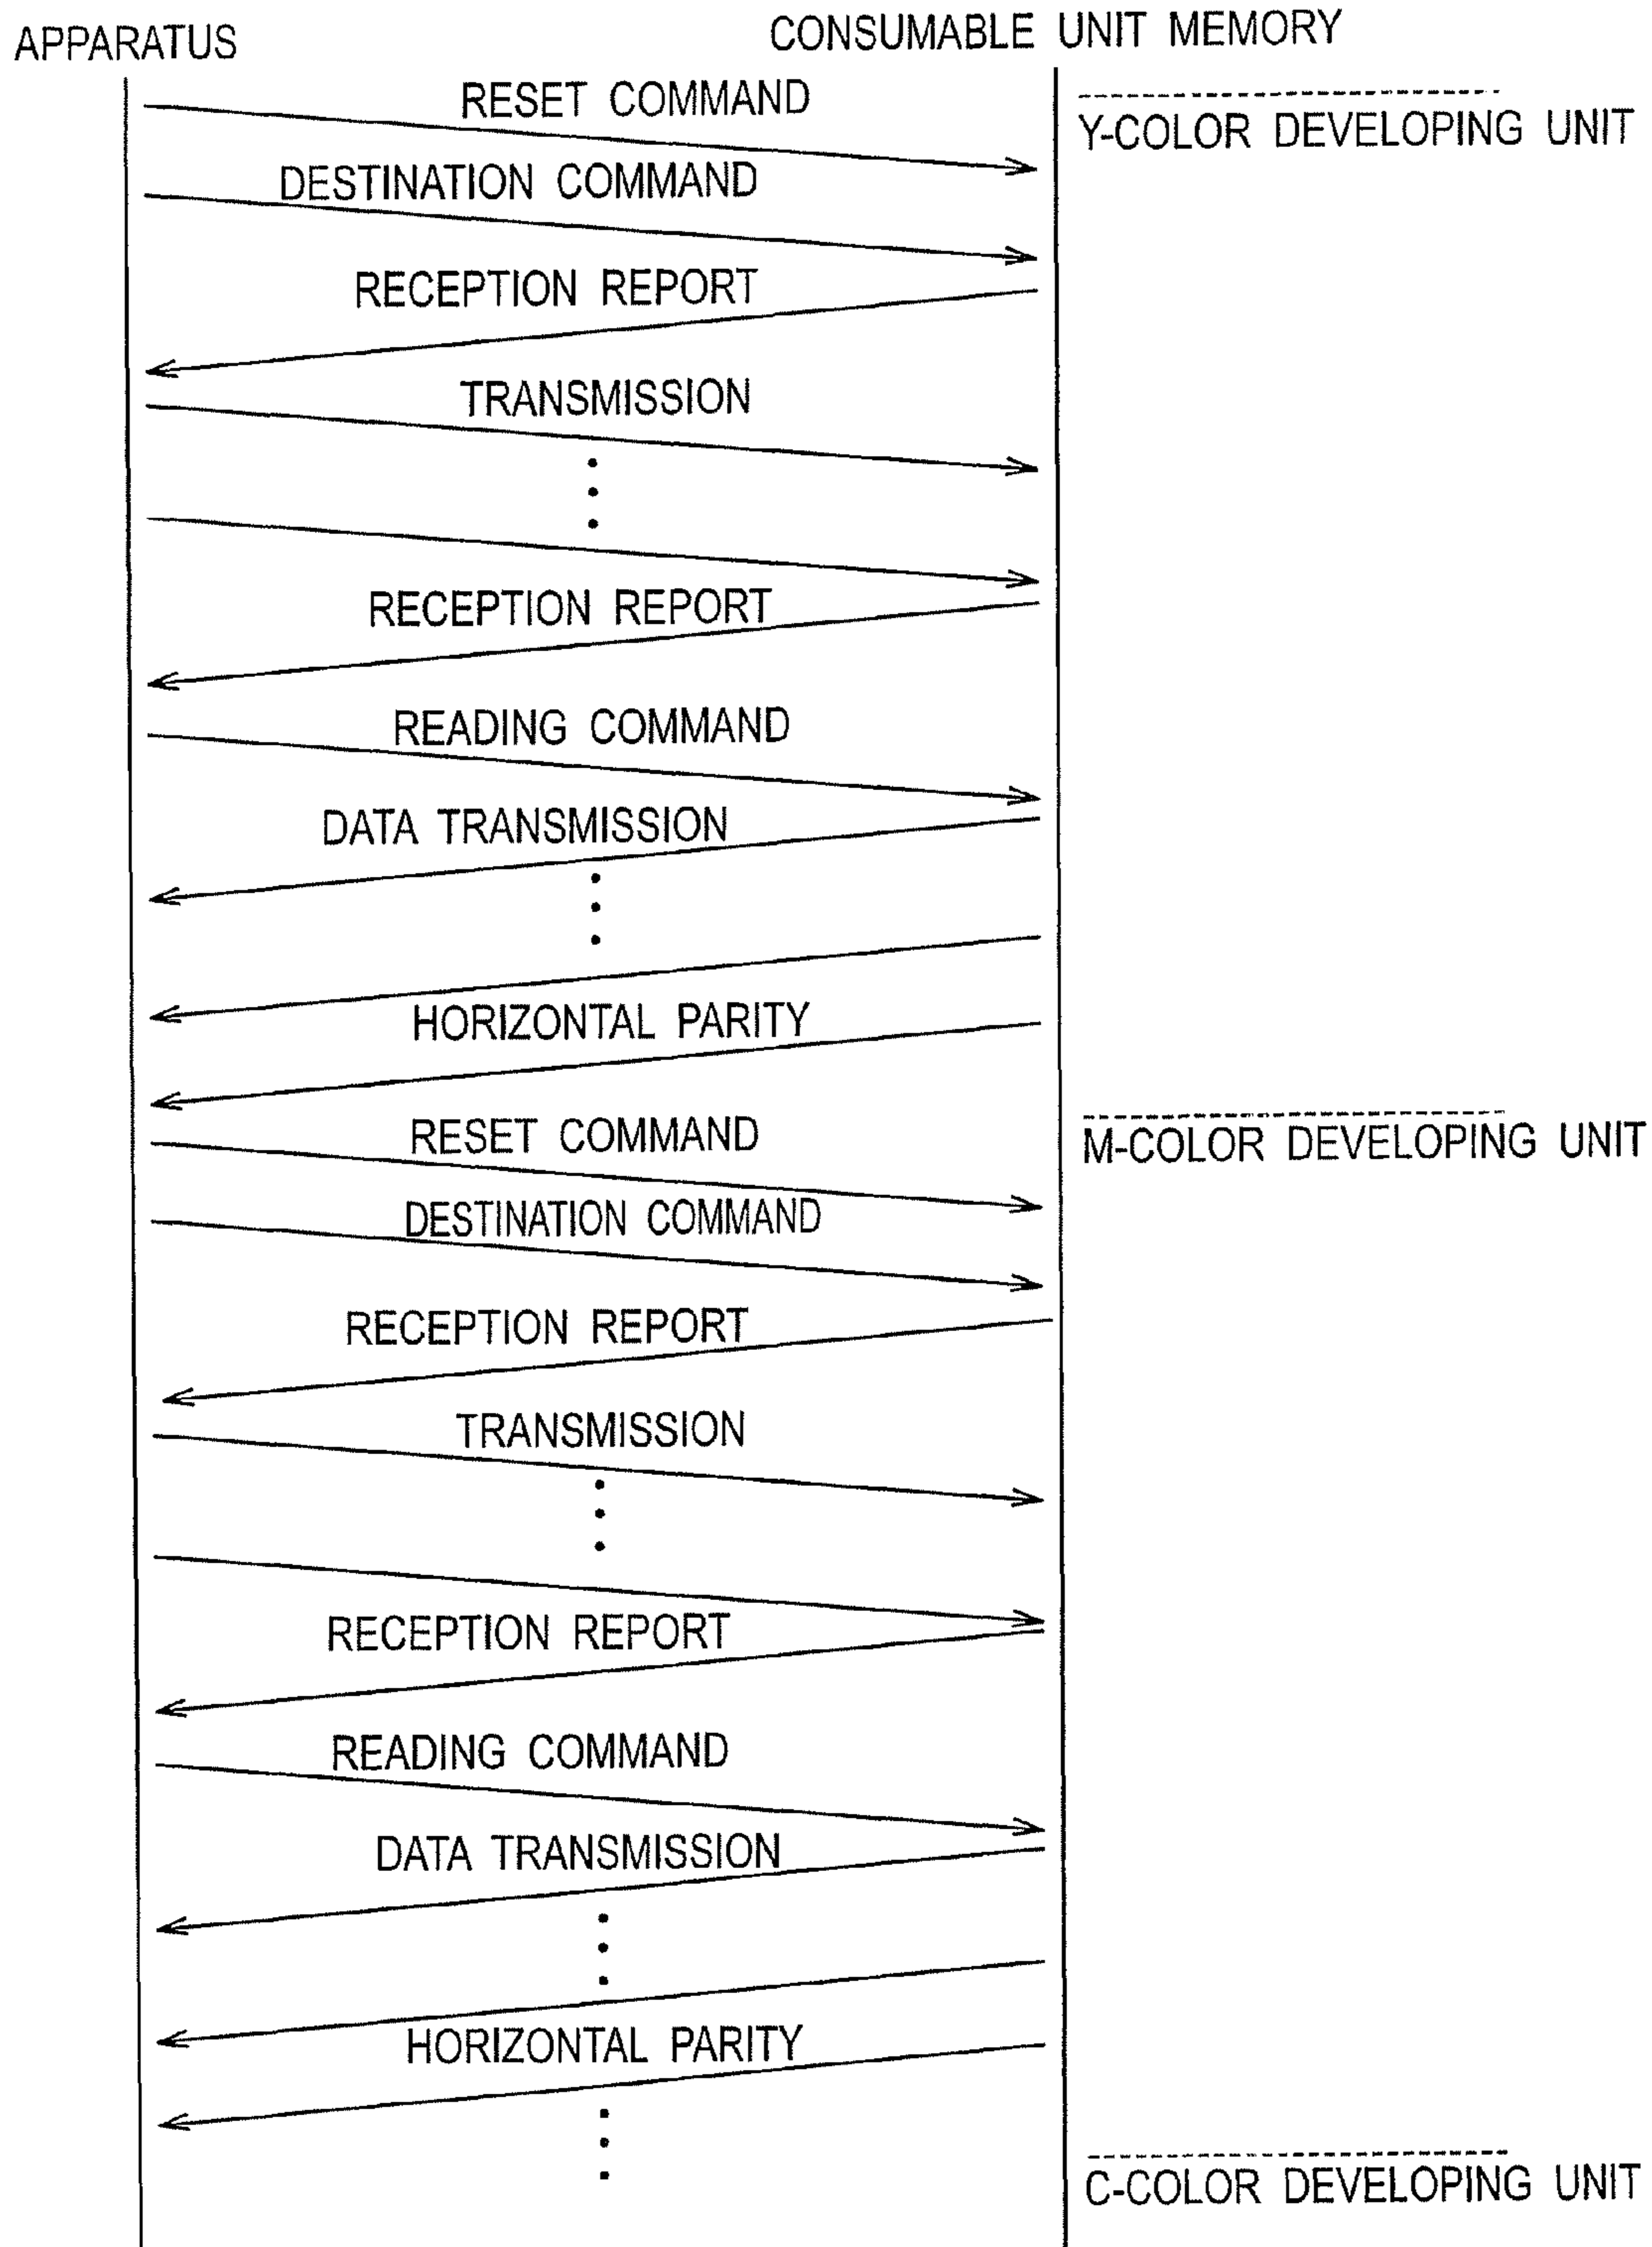 APPARATUS
CONSUMABLE UNIT MEMORY
RESET COMMAND
Y-COLOR DEVELOPING UNIT
DESTINATION COMMAND
RECEPTION REPORT
TRANSMISSION
RECEPTION REPORT
READING COMMAND
DATA TRANSMISSION
HORIZONTAL PARITY
RESET COMMAND
M-COLOR DEVELOPING UNIT
DESTINATION COMMAND
RECEPTION REPORT
TRANSMISSION
RECEPTION REPORT
READING COMMAND
DATA TRANSMISSION
HORIZONTAL PARITY
C-COLOR DEVELOPING UNIT